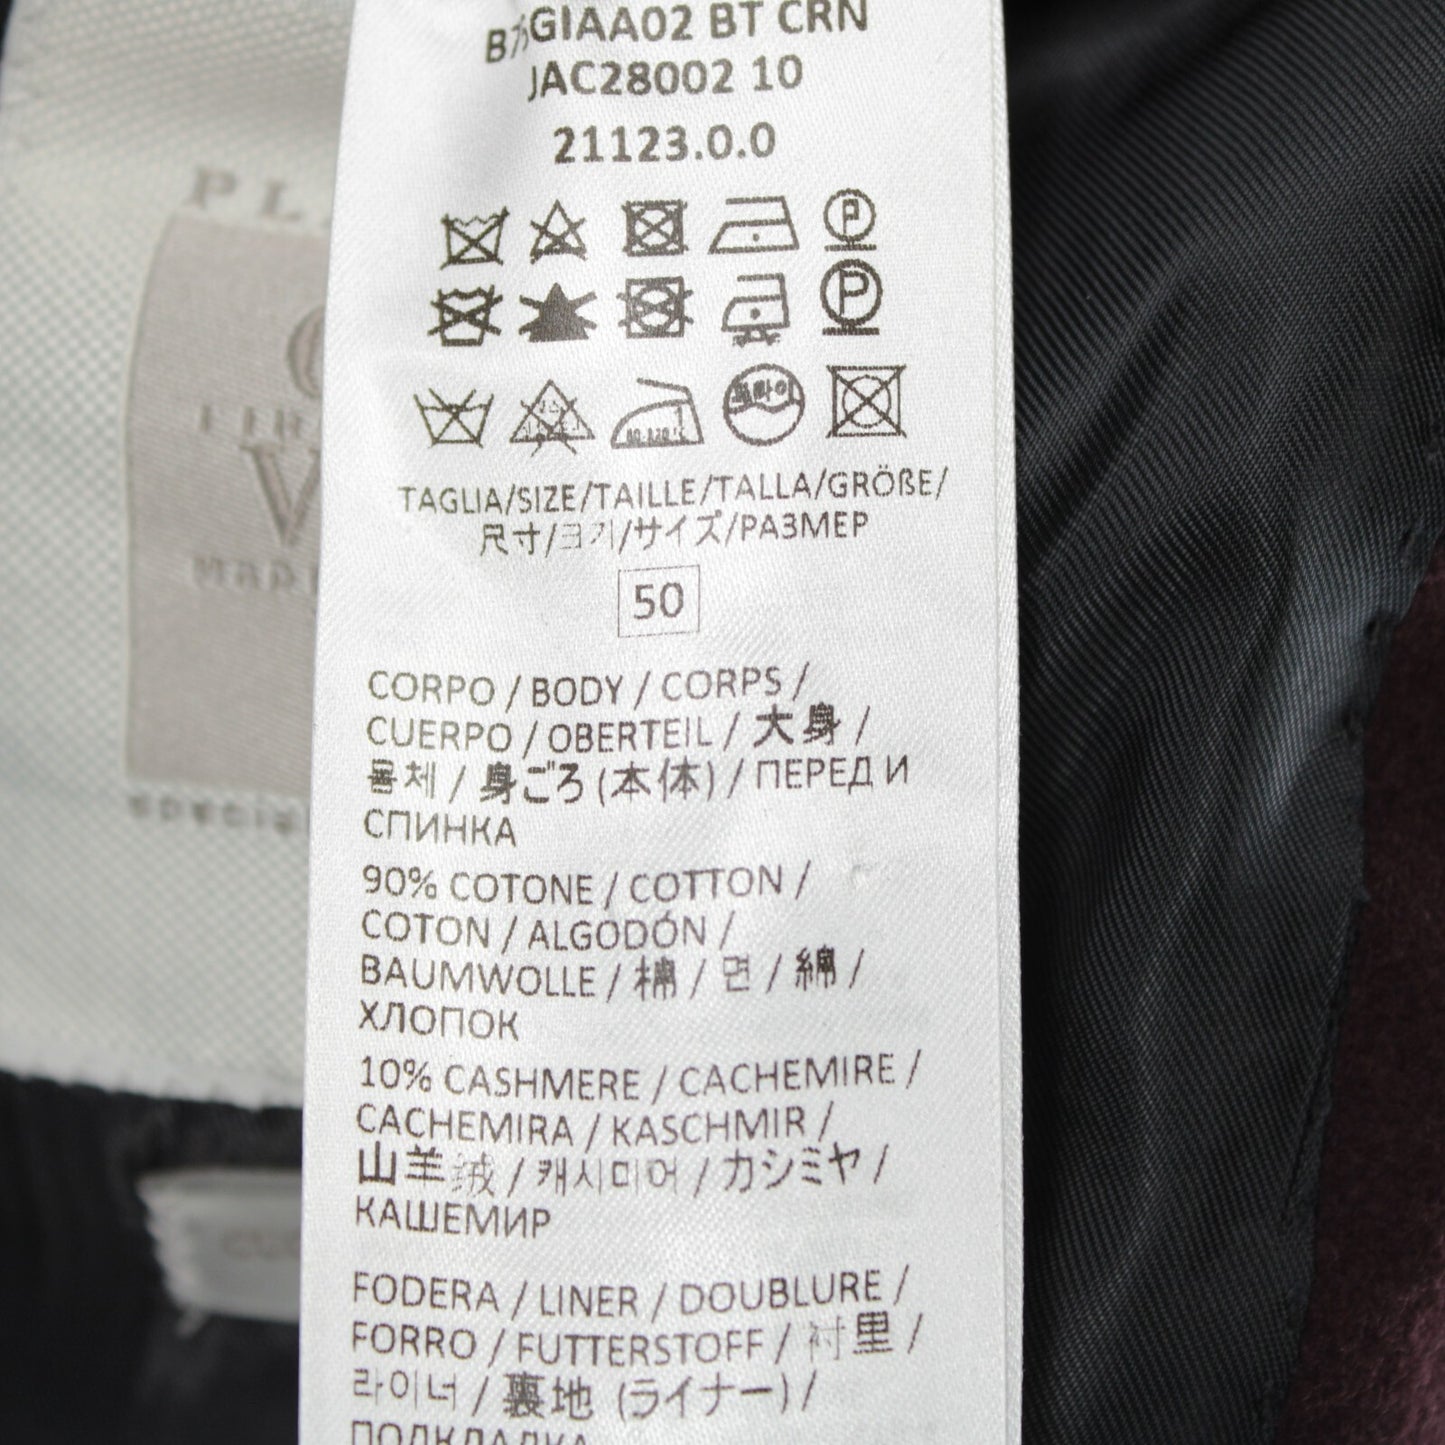 GIAA02 BT CRN
JAC28002 10
21123.0.0
TAGLIA/SIZE/TAILLE/TALLA/GRÖßE/
尺寸/크기/サイズ/РАЗМЕР
50
CORPO / BODY / CORPS /
CUERPO / OBERTEIL / 大身 /
몸체 / 身ごろ (本体) / ПЕРЕД И
СПИНКА
90% COTONE / COTTON /
COTON / ALGODÓN /
BAUMWOLLE / 棉 / 면 / 綿 /
ХЛОПОК
10% CASHMERE / CACHEMIRE /
CACHEMIRA / KASCHMIR /
山羊绒 / 캐시미어 / カシミヤ /
КАШЕМИР
FODERA / LINER / DOUBLURE /
FORRO / FUTTERSTOFF / 衬里 /
라이너 / 裏地 (ライナー) /
ПОДКЛАДКА